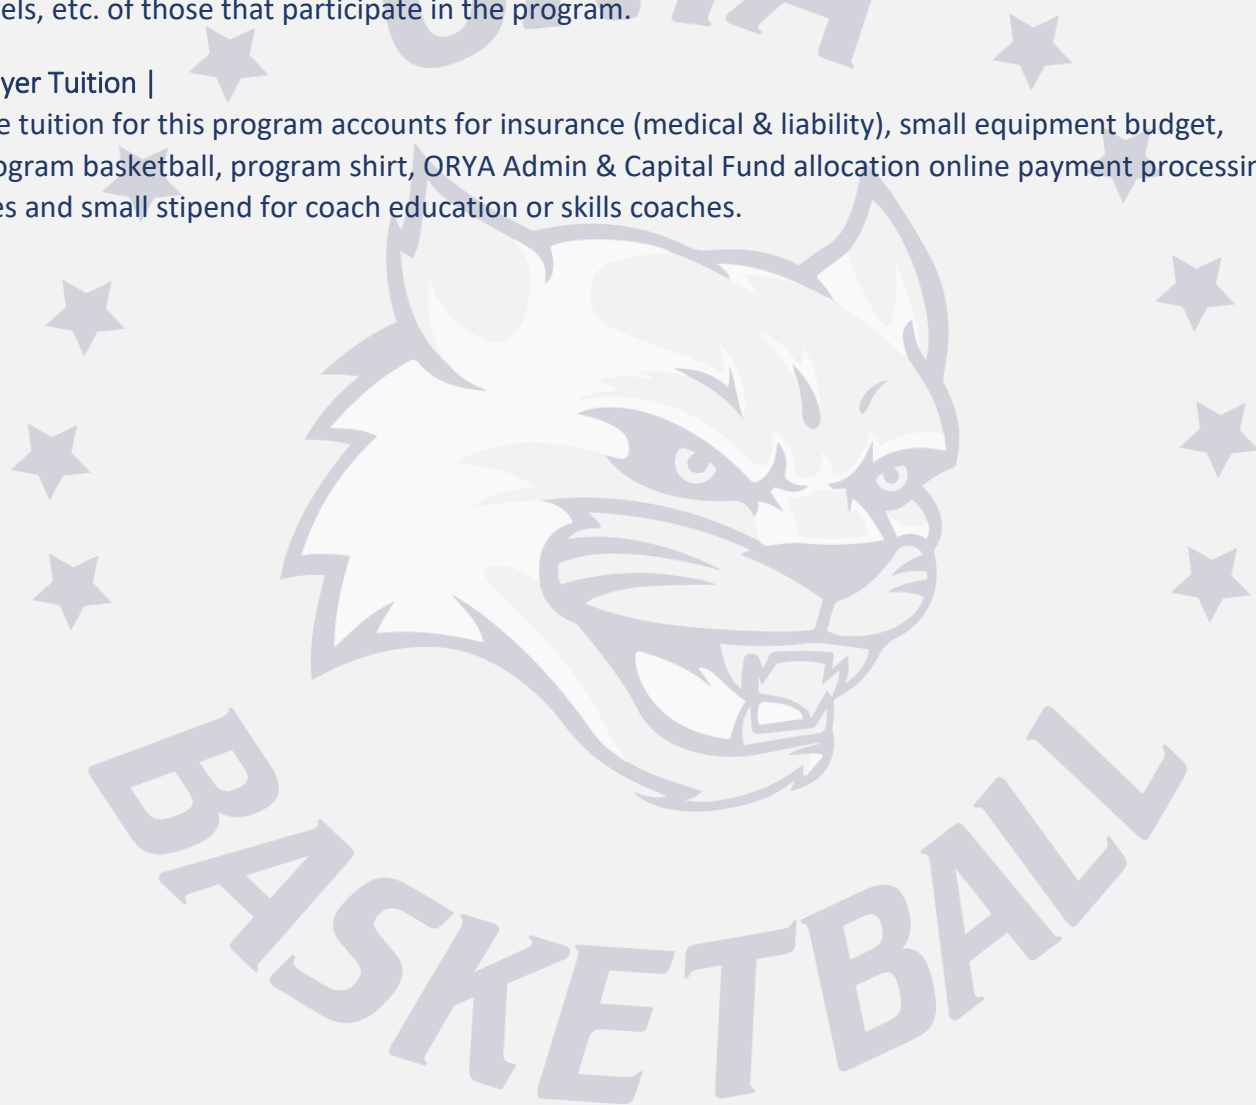 els, etc. of those that participate in the program.
yer Tuition |
e tuition for this program accounts for insurance (medical & liability), small equipment budget,
ogram basketball, program shirt, ORYA Admin & Capital Fund allocation online payment processin
es and small stipend for coach education or skills coaches.
BASKETBALL